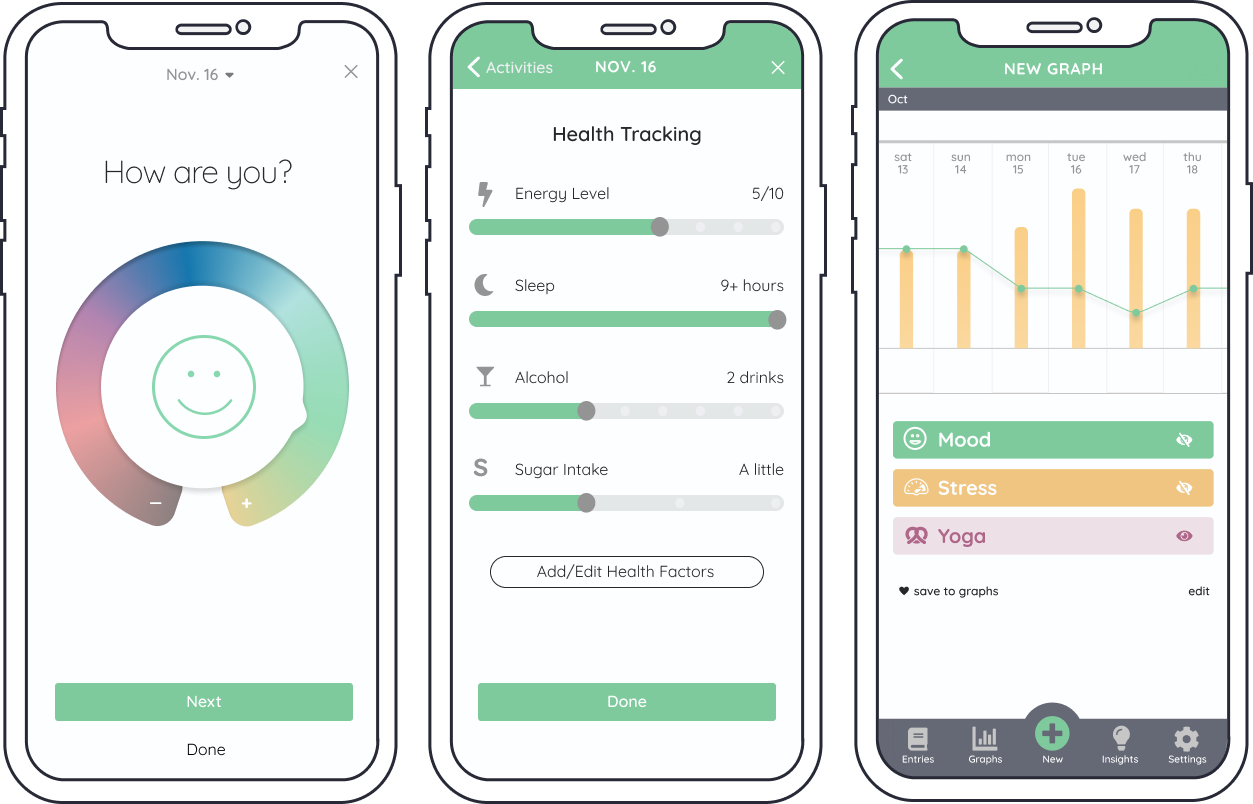 Nov. 16
How are you?
−
+
Next
Done
Activities
NOV. 16
Health Tracking
Energy Level
5/10
Sleep
9+ hours
Alcohol
2 drinks
S
Sugar Intake
A little
Add/Edit Health Factors
Done
NEW GRAPH
Oct
sat sun mon tue wed thu
13 14 15 16 17 18
Mood
Stress
Yoga
save to graphs
edit
Entries Graphs New Insights Settings